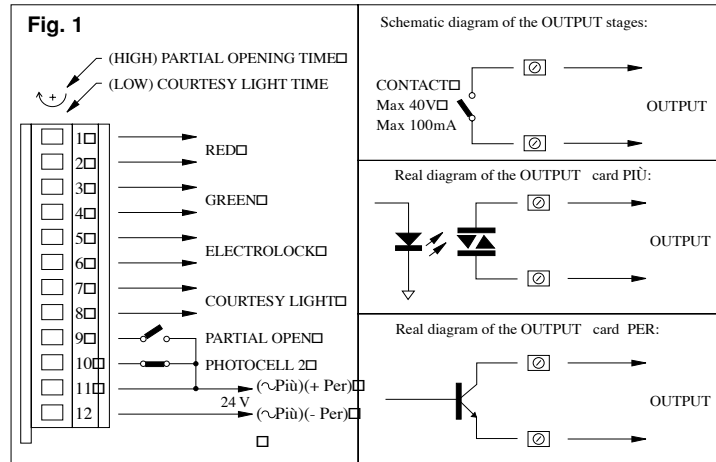 Fig. 1
(HIGH) PARTIAL OPENING TIME□
(LOW) COURTESY LIGHT TIME
+
1□
2□
RED□
3□
4□
GREEN□
5□
6□
ELECTROLOCK□
7□
8□
COURTESY LIGHT□
9□
PARTIAL OPEN□
10□
PHOTOCELL 2□
11□
(∿Più)(+ Per)□
24 V
12
(∿Più)(- Per)□
□
Schematic diagram of the OUTPUT stages:
CONTACT□
Max 40V□
Max 100mA
OUTPUT
Real diagram of the OUTPUT card PIÙ:
OUTPUT
Real diagram of the OUTPUT card PER:
OUTPUT